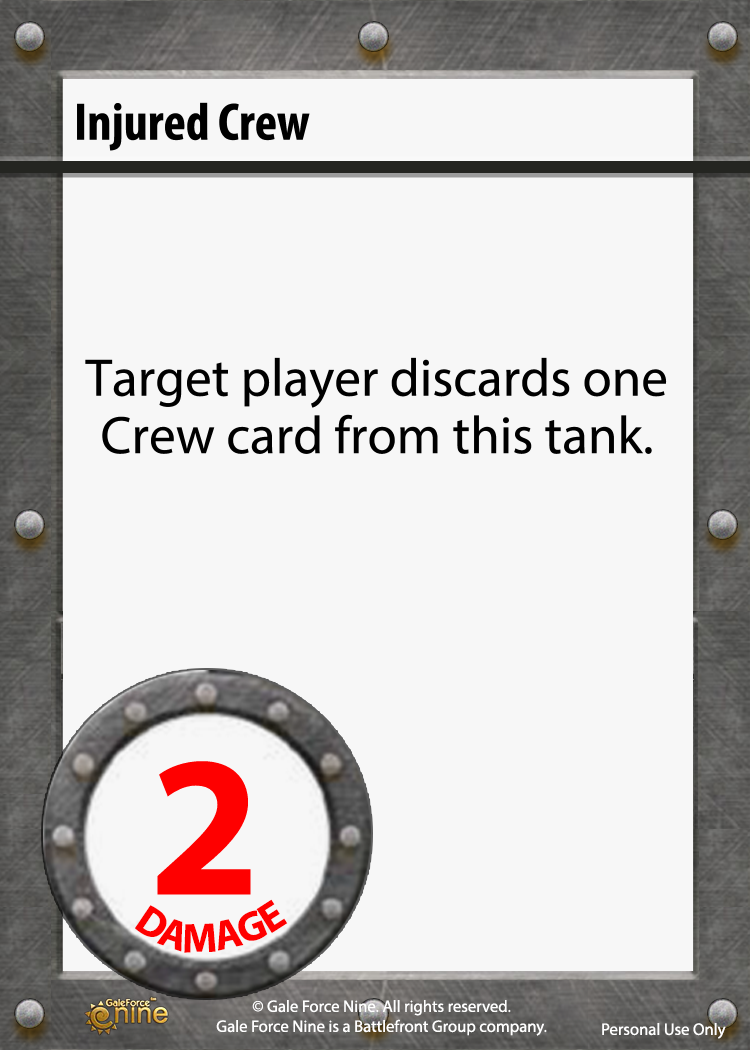 Injured Crew
Target player discards one
Crew card from this tank.
2
DAMAGE
GaleForce™
nine
© Gale Force Nine. All rights reserved.
Gale Force Nine is a Battlefront Group company.
Personal Use Only